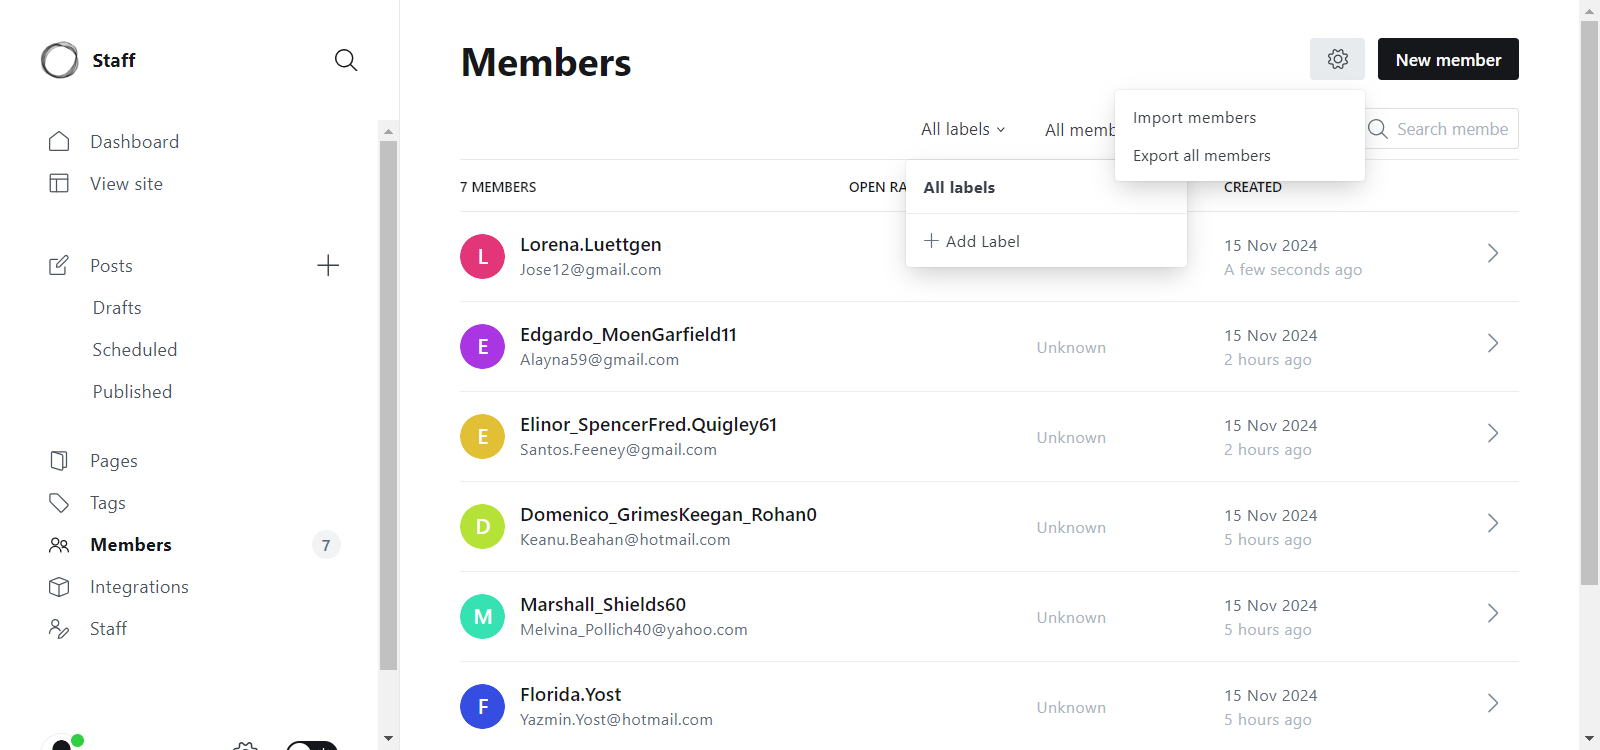 Staff
Dashboard
View site
Posts
Drafts
Scheduled
Published
Pages
Tags
Members
7
Integrations
Staff
Members
New member
Import members
Export all members
All labels
All memb
Search membe
All labels
Add Label
7 MEMBERS
OPEN RA
CREATED
L
Lorena.Luettgen
Jose12@gmail.com
15 Nov 2024
A few seconds ago
E
Edgardo_MoenGarfield11
Alayna59@gmail.com
Unknown
15 Nov 2024
2 hours ago
E
Elinor_SpencerFred.Quigley61
Santos.Feeney@gmail.com
Unknown
15 Nov 2024
2 hours ago
D
Domenico_GrimesKeegan_Rohan0
Keanu.Beahan@hotmail.com
Unknown
15 Nov 2024
5 hours ago
M
Marshall_Shields60
Melvina_Pollich40@yahoo.com
Unknown
15 Nov 2024
5 hours ago
F
Florida.Yost
Yazmin.Yost@hotmail.com
Unknown
15 Nov 2024
5 hours ago